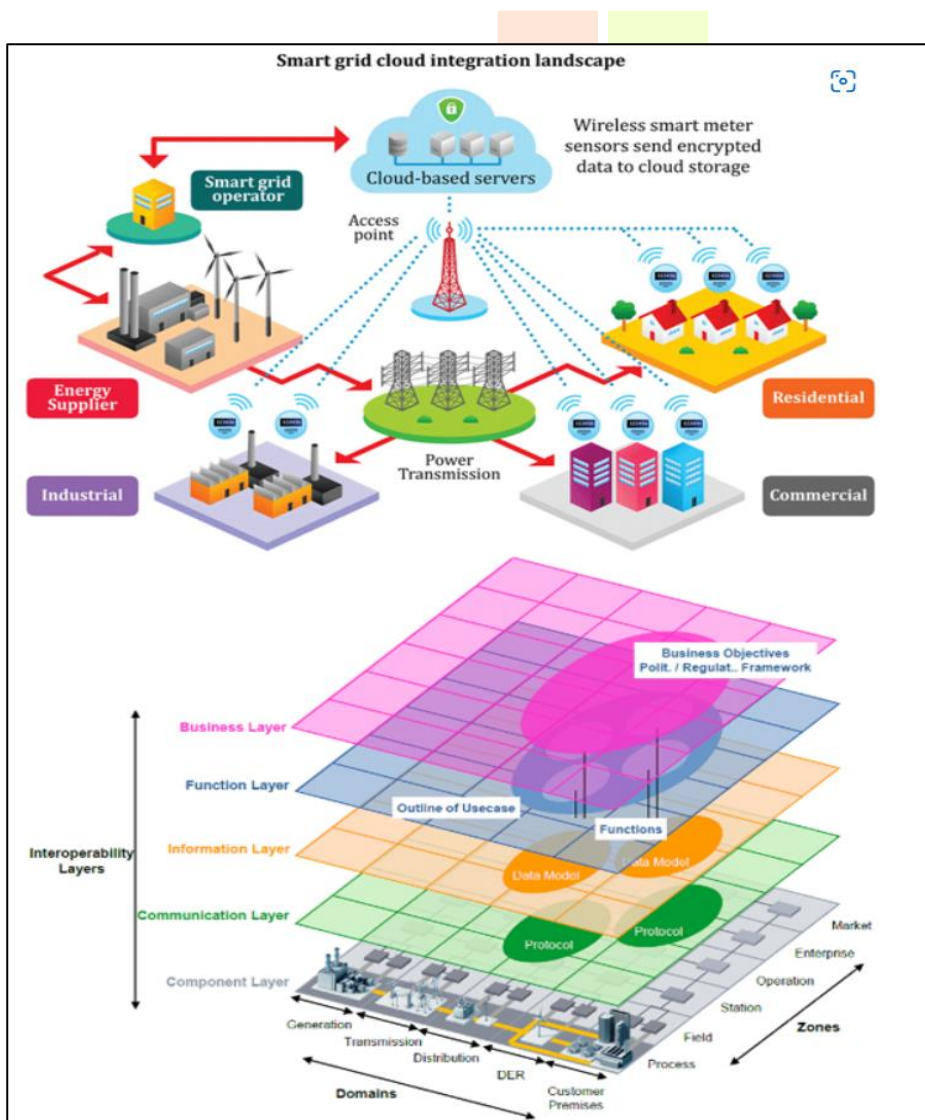 Smart grid cloud integration landscape
Wireless smart meter
sensors send encrypted
data to cloud storage
Cloud-based servers
Smart grid
operator
Access
point
Energy
Supplier
Residential
Power
Transmission
Industrial
Commercial
Business Objectives
Polit. / Regulat.. Framework
Business Layer
Function Layer
Outline of Usecase
Functions
Interoperability
Layers
Information Layer
Data Model
Data Model
Communication Layer
Protocol
Protocol
Component Layer
Market
Enterprise
Operation
Station
Field
Process
Zones
Generation
Transmission
Distribution
DER
Customer
Premises
Domains